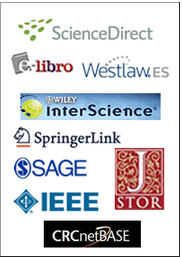 ScienceDirect
e-libro
Westlaw.ES
WILEY
InterScience®
SpringerLink
SAGE
J
STOR
IEEE
CRCnetBASE